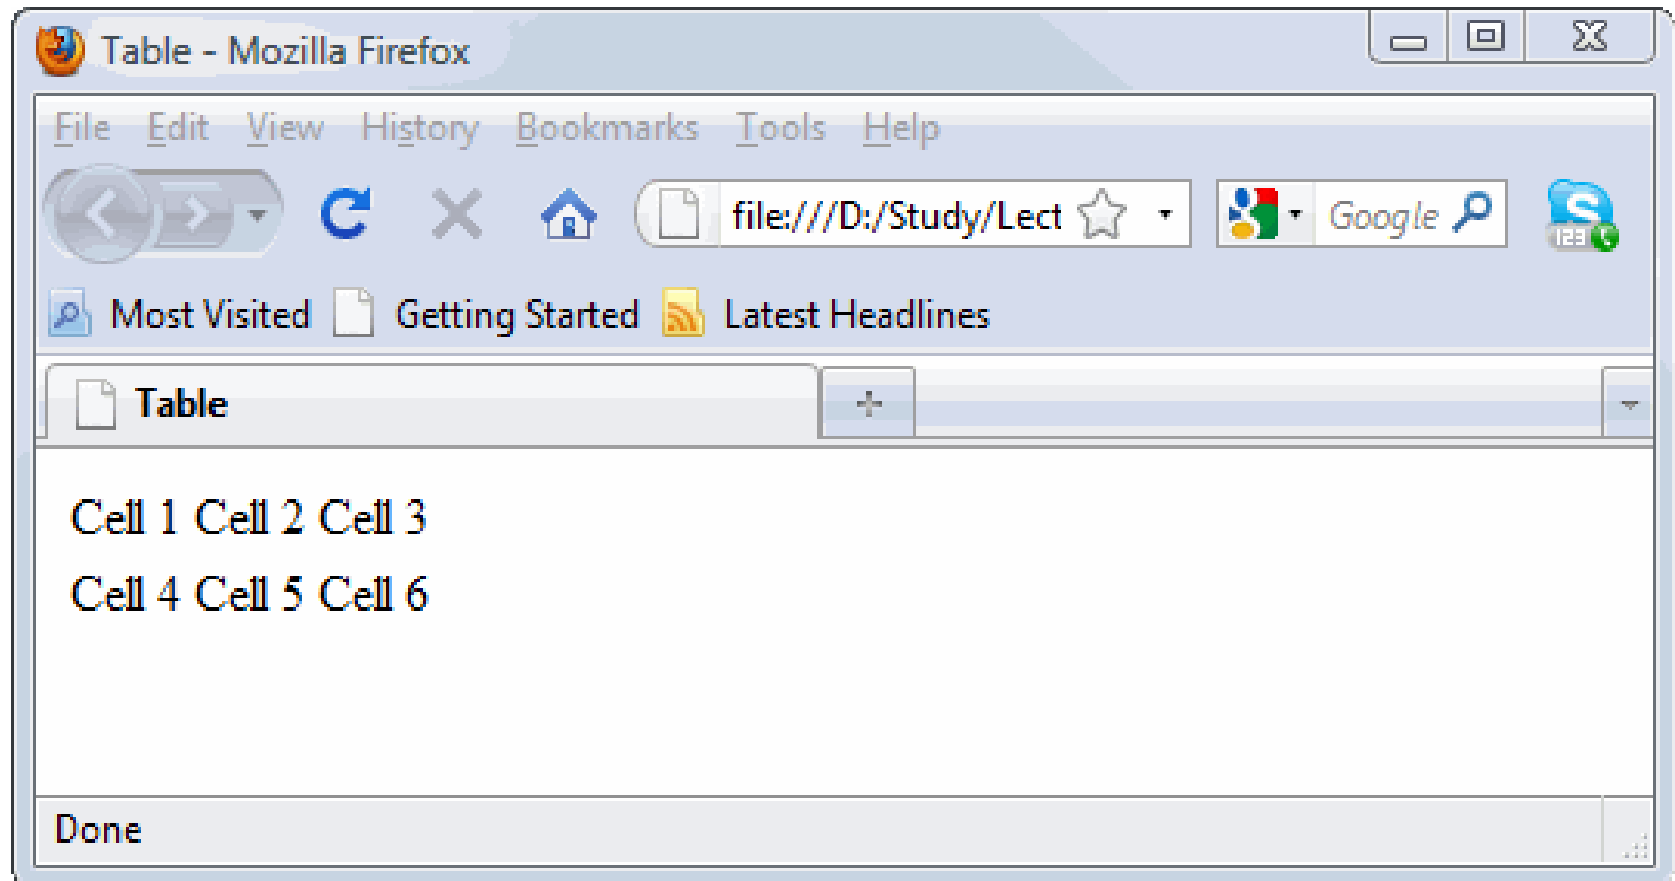 Table - Mozilla Firefox
File Edit View History Bookmarks Tools Help
file:///D:/Study/Lect Google
123
Most Visited Getting Started Latest Headlines
Table
Cell 1 Cell 2 Cell 3
Cell 4 Cell 5 Cell 6
Done